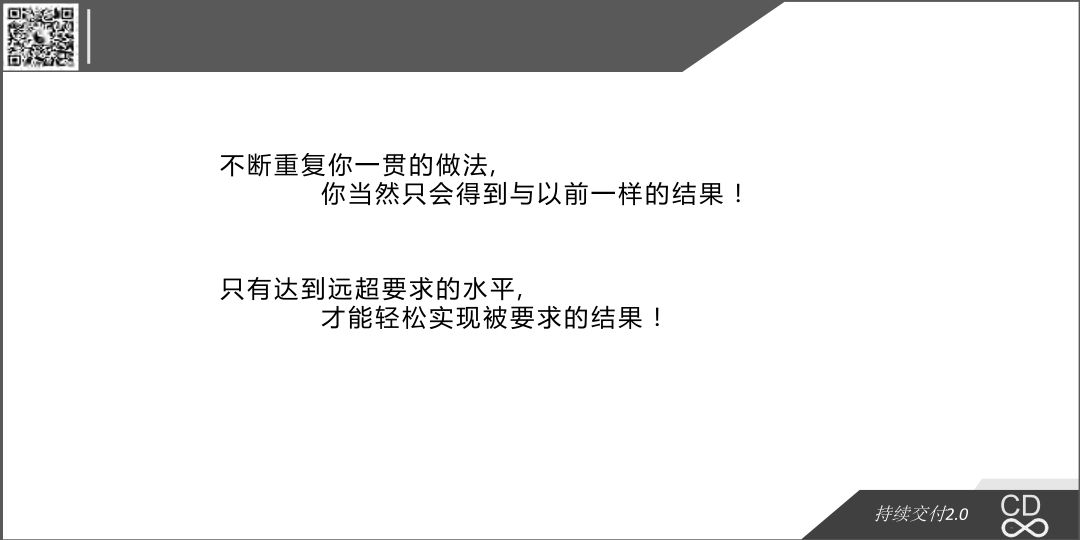 不断重复你一贯的做法,
你当然只会得到与以前一样的结果！
只有达到远超要求的水平,
才能轻松实现被要求的结果！
持续交付2.0
CD